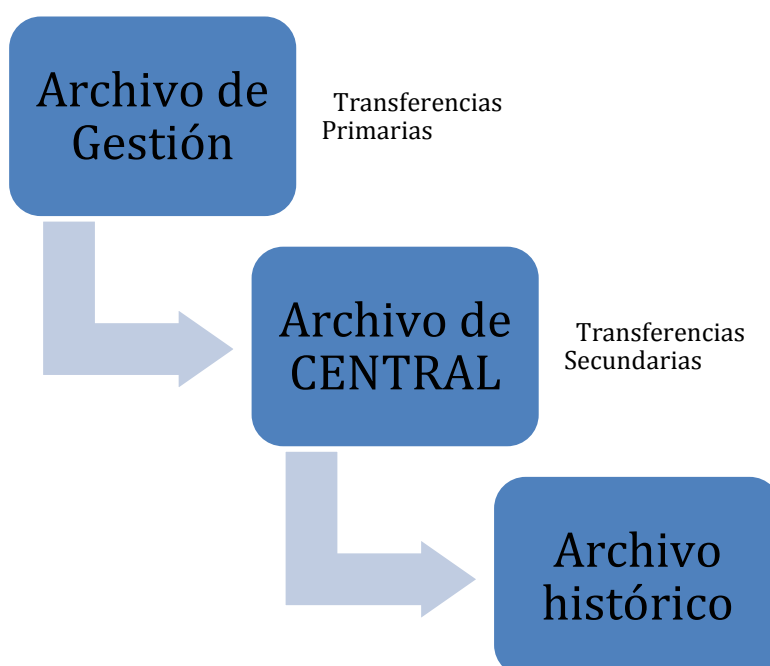 Archivo de
Gestión
Transferencias
Primarias
Archivo de
CENTRAL
Transferencias
Secundarias
Archivo
histórico